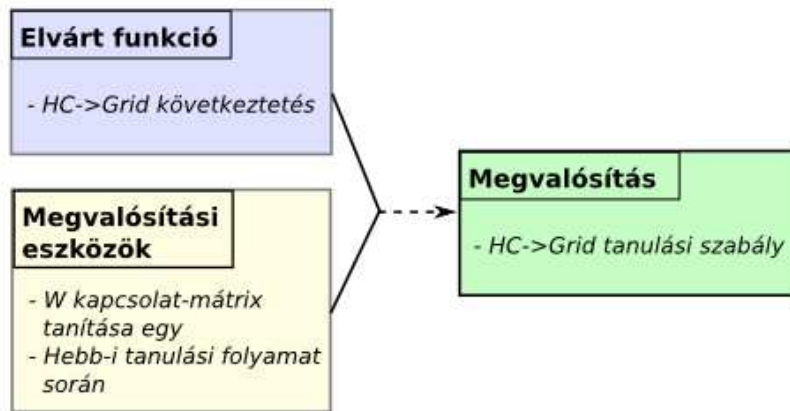 Elvárt funkció
- HC->Grid következtetés
Megvalósítási
eszközök
- W kapcsolat-mátrix
tanítása egy
- Hebb-i tanulási folyamat
során
Megvalósítás
- HC->Grid tanulási szabály